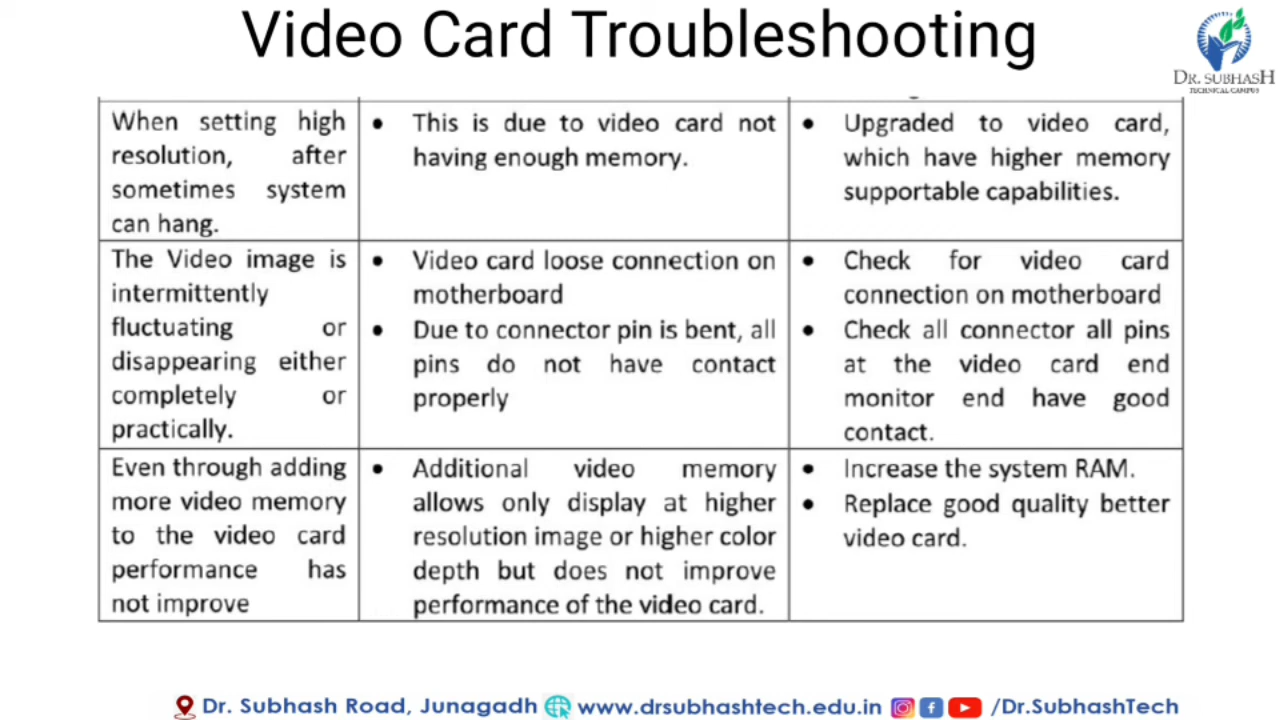 Video Card Troubleshooting
DR. SUBHASH
TECHNICAL CAMPUS
When setting high
resolution, after
sometimes system
can hang.
• This is due to video card not
having enough memory.
• Upgraded to video card,
which have higher memory
supportable capabilities.
The Video image is
intermittently
fluctuating or
disappearing either
completely or
practically.
• Video card loose connection on
motherboard
• Due to connector pin is bent, all
pins do not have contact
properly
• Check for video card
connection on motherboard
• Check all connector all pins
at the video card end
monitor end have good
contact.
Even through adding
more video memory
to the video card
performance has
not improve
• Additional video memory
allows only display at higher
resolution image or higher color
depth but does not improve
performance of the video card.
• Increase the system RAM.
• Replace good quality better
video card.
Dr. Subhash Road, Junagadh www.drsubhashtech.edu.in /Dr.SubhashTech